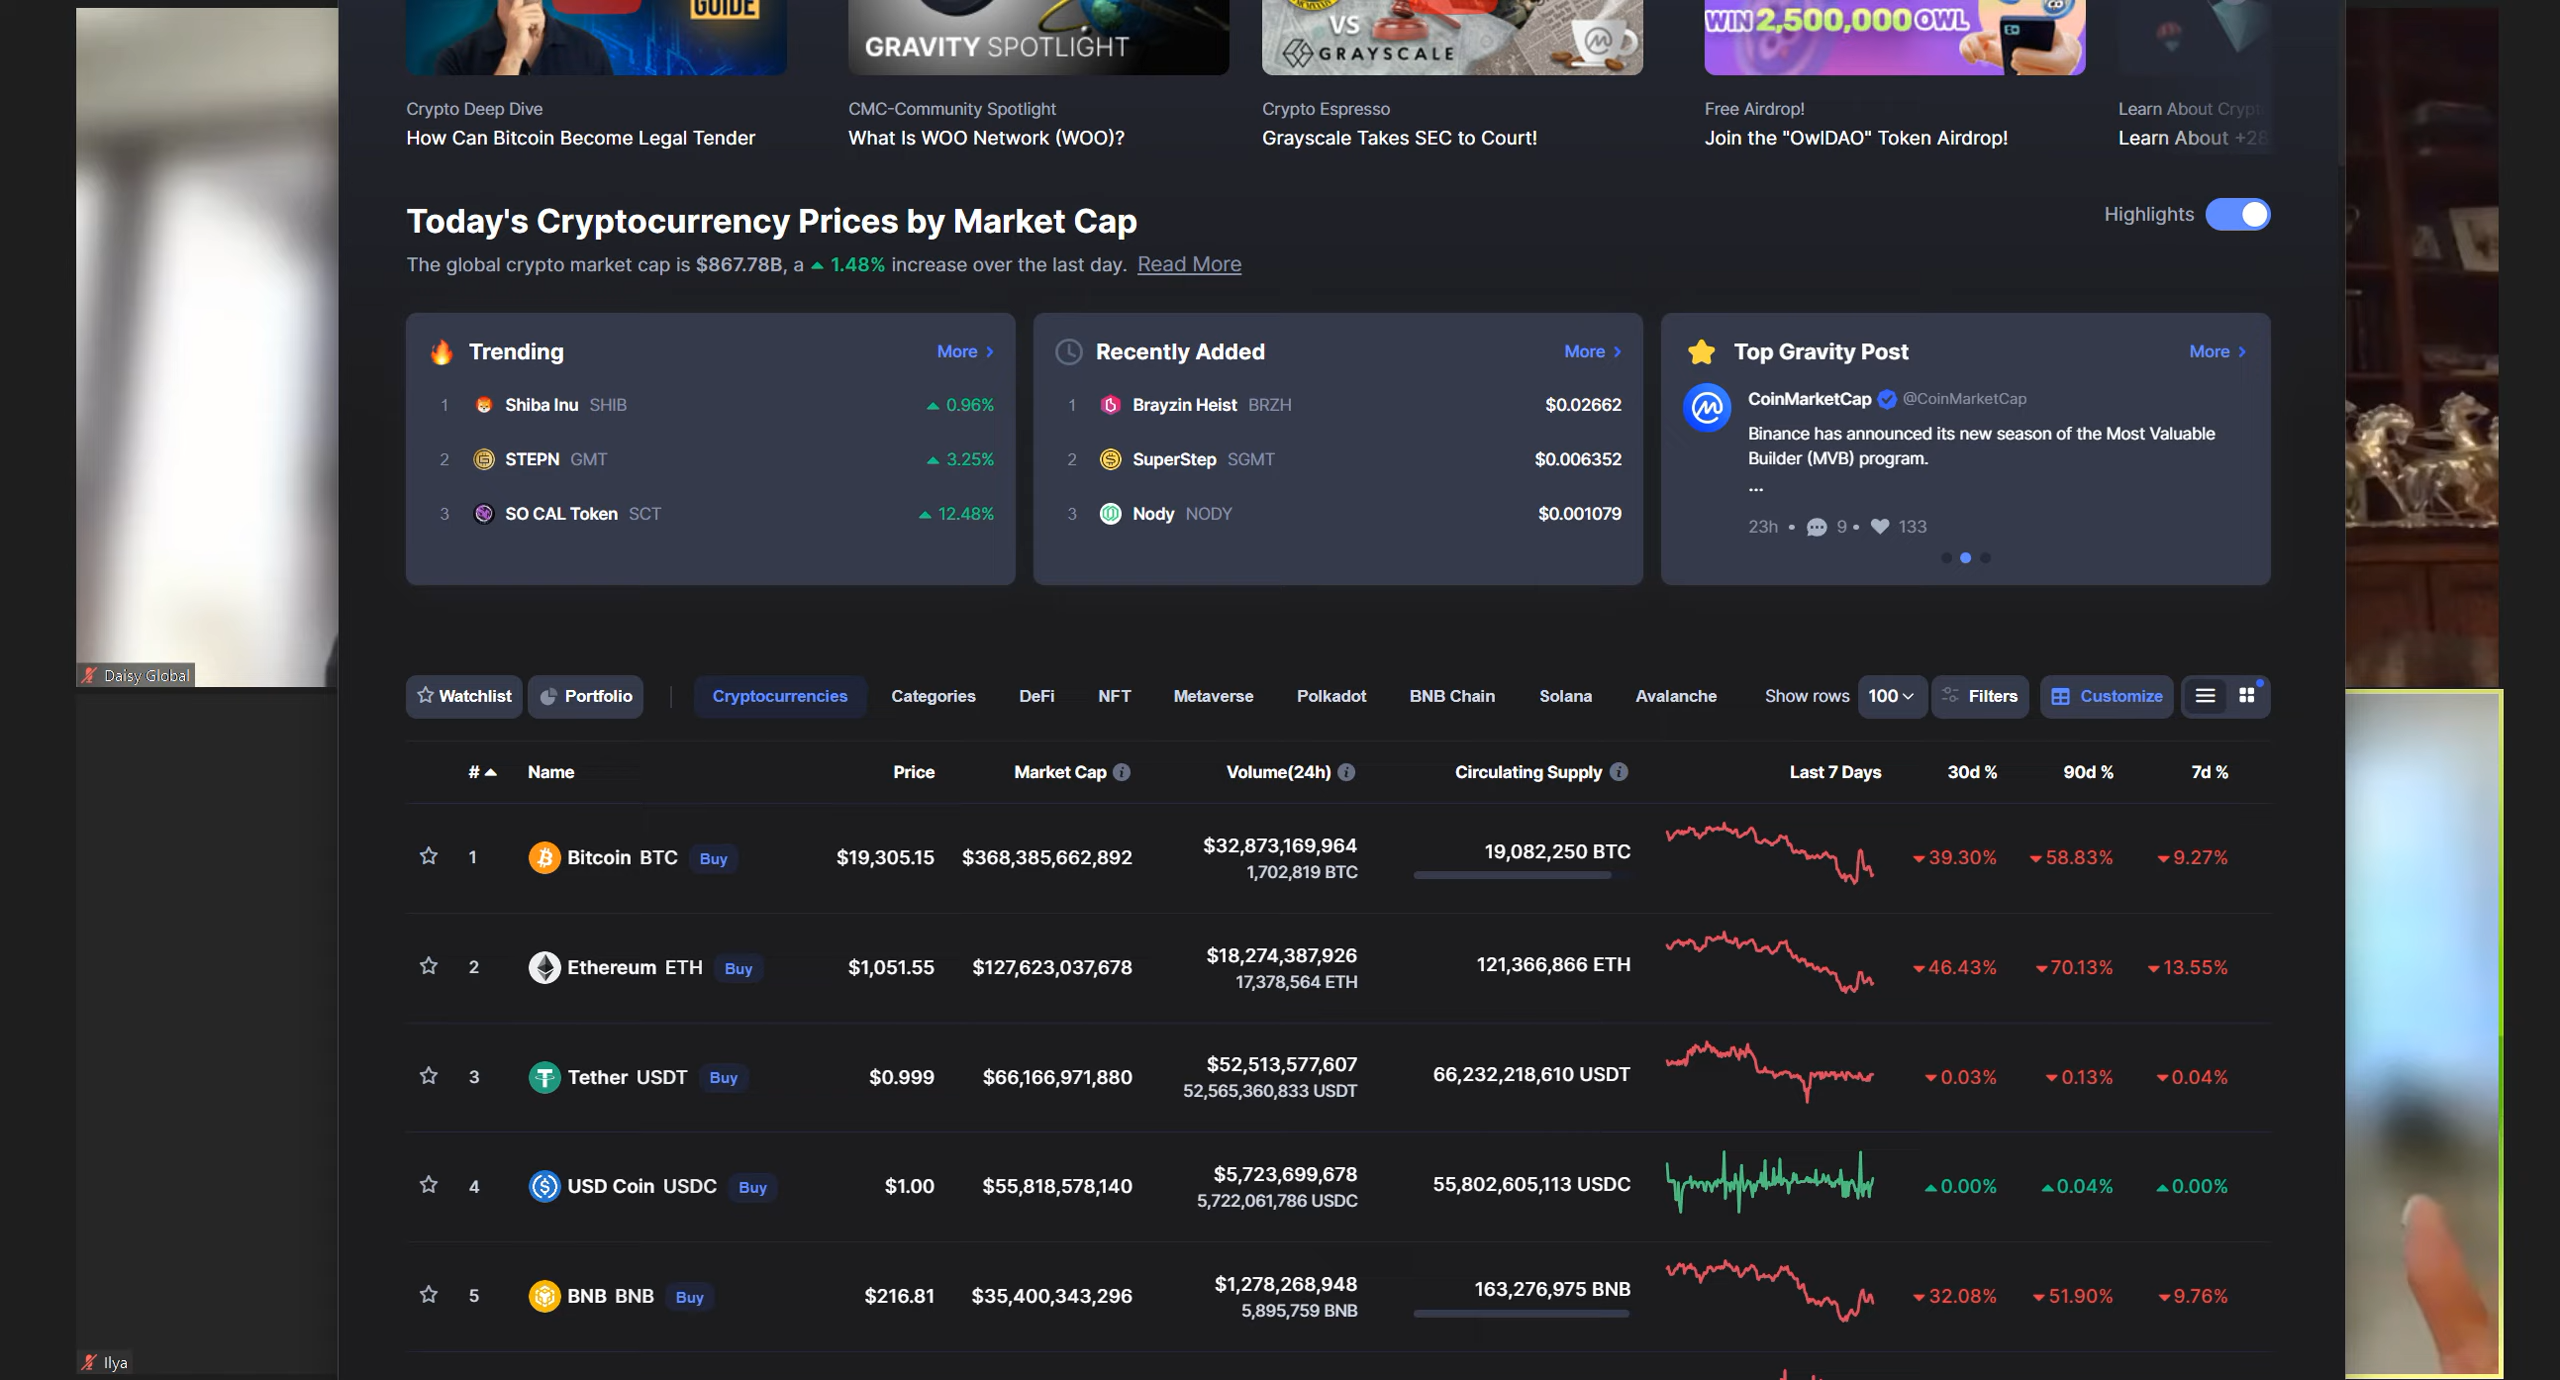 GUIDE
GRAVITY SPOTLIGHT
VS
GRAYSCALE
WIN 2,500,000 OWL
Crypto Deep Dive
How Can Bitcoin Become Legal Tender
CMC-Community Spotlight
What Is WOO Network (WOO)?
Crypto Espresso
Grayscale Takes SEC to Court!
Free Airdrop!
Join the "OwlDAO" Token Airdrop!
Learn About Crypt
Learn About +28
Today's Cryptocurrency Prices by Market Cap
Highlights
The global crypto market cap is $867.78B, a 1.48% increase over the last day. Read More
Trending More
1 Shiba Inu SHIB 0.96%
2 STEPN GMT 3.25%
3 SO CAL Token SCT 12.48%
Recently Added More
1 Brayzin Heist BRZH $0.02662
2 SuperStep SGMT $0.006352
3 Nody NODY $0.001079
Top Gravity Post More
CoinMarketCap @CoinMarketCap
Binance has announced its new season of the Most Valuable
Builder (MVB) program.
...
23h • 9 • 133
Daisy Global
Watchlist Portfolio Cryptocurrencies Categories DeFi NFT Metaverse Polkadot BNB Chain Solana Avalanche Show rows 100 Filters Customize
# Name Price Market Cap Volume(24h) Circulating Supply Last 7 Days 30d % 90d % 7d %
1 Bitcoin BTC Buy $19,305.15 $368,385,662,892 $32,873,169,964 19,082,250 BTC 39.30% 58.83% 9.27%
1,702,819 BTC
2 Ethereum ETH Buy $1,051.55 $127,623,037,678 $18,274,387,926 121,366,866 ETH 46.43% 70.13% 13.55%
17,378,564 ETH
3 Tether USDT Buy $0.999 $66,166,971,880 $52,513,577,607 66,232,218,610 USDT 0.03% 0.13% 0.04%
52,565,360,833 USDT
4 USD Coin USDC Buy $1.00 $55,818,578,140 $5,723,699,678 55,802,605,113 USDC 0.00% 0.04% 0.00%
5,722,061,786 USDC
5 BNB BNB Buy $216.81 $35,400,343,296 $1,278,268,948 163,276,975 BNB 32.08% 51.90% 9.76%
5,895,759 BNB
Ilya